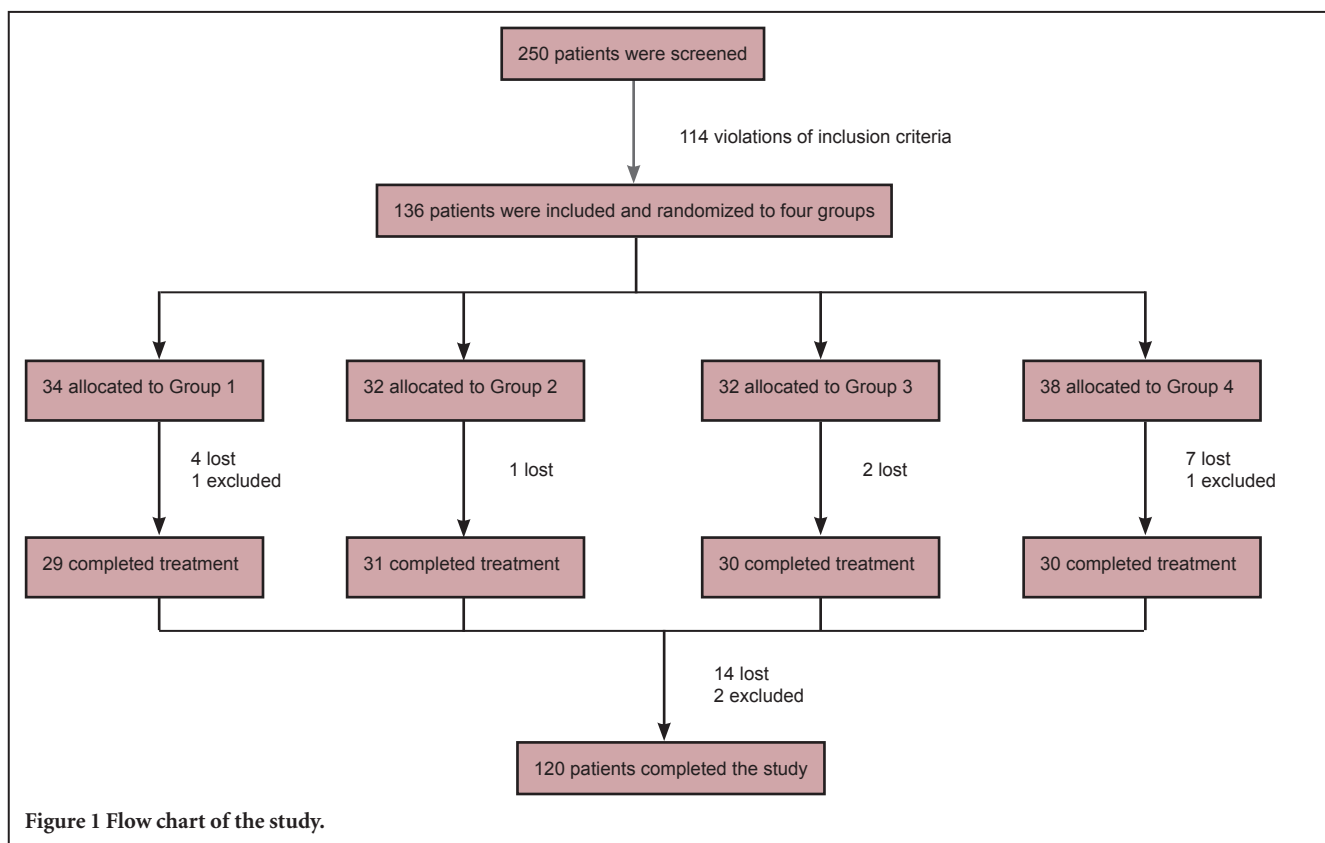 250 patients were screened
114 violations of inclusion criteria
136 patients were included and randomized to four groups
34 allocated to Group 1
32 allocated to Group 2
32 allocated to Group 3
38 allocated to Group 4
4 lost
1 excluded
1 lost
2 lost
7 lost
1 excluded
29 completed treatment
31 completed treatment
30 completed treatment
30 completed treatment
14 lost
2 excluded
120 patients completed the study
Figure 1 Flow chart of the study.